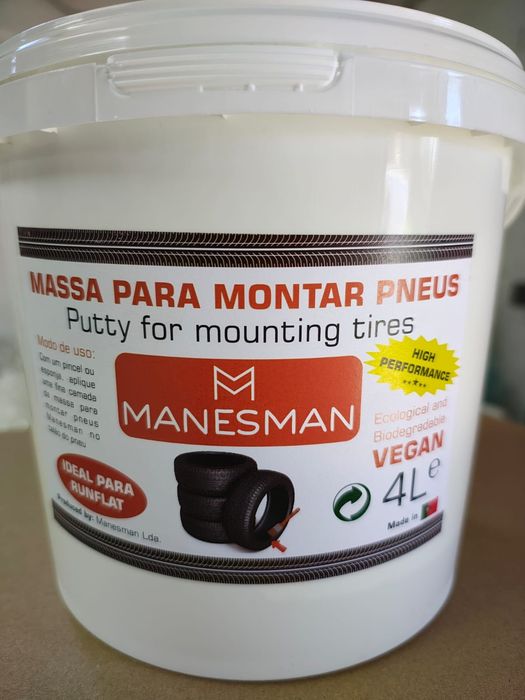 MASSA PARA MONTAR PNEUS
Putty for mounting tires
Modo de uso:
Com um pincel ou
esponja, aplique
uma fina camada
da massa para
montar pneus
Manesman no
talão do pneu
MANESMAN
HIGH
PERFORMANCE
Ecological and
Biodegradable
VEGAN
4L e
IDEAL PARA
RUNFLAT
Produced by: Manesman Lda.
Made in